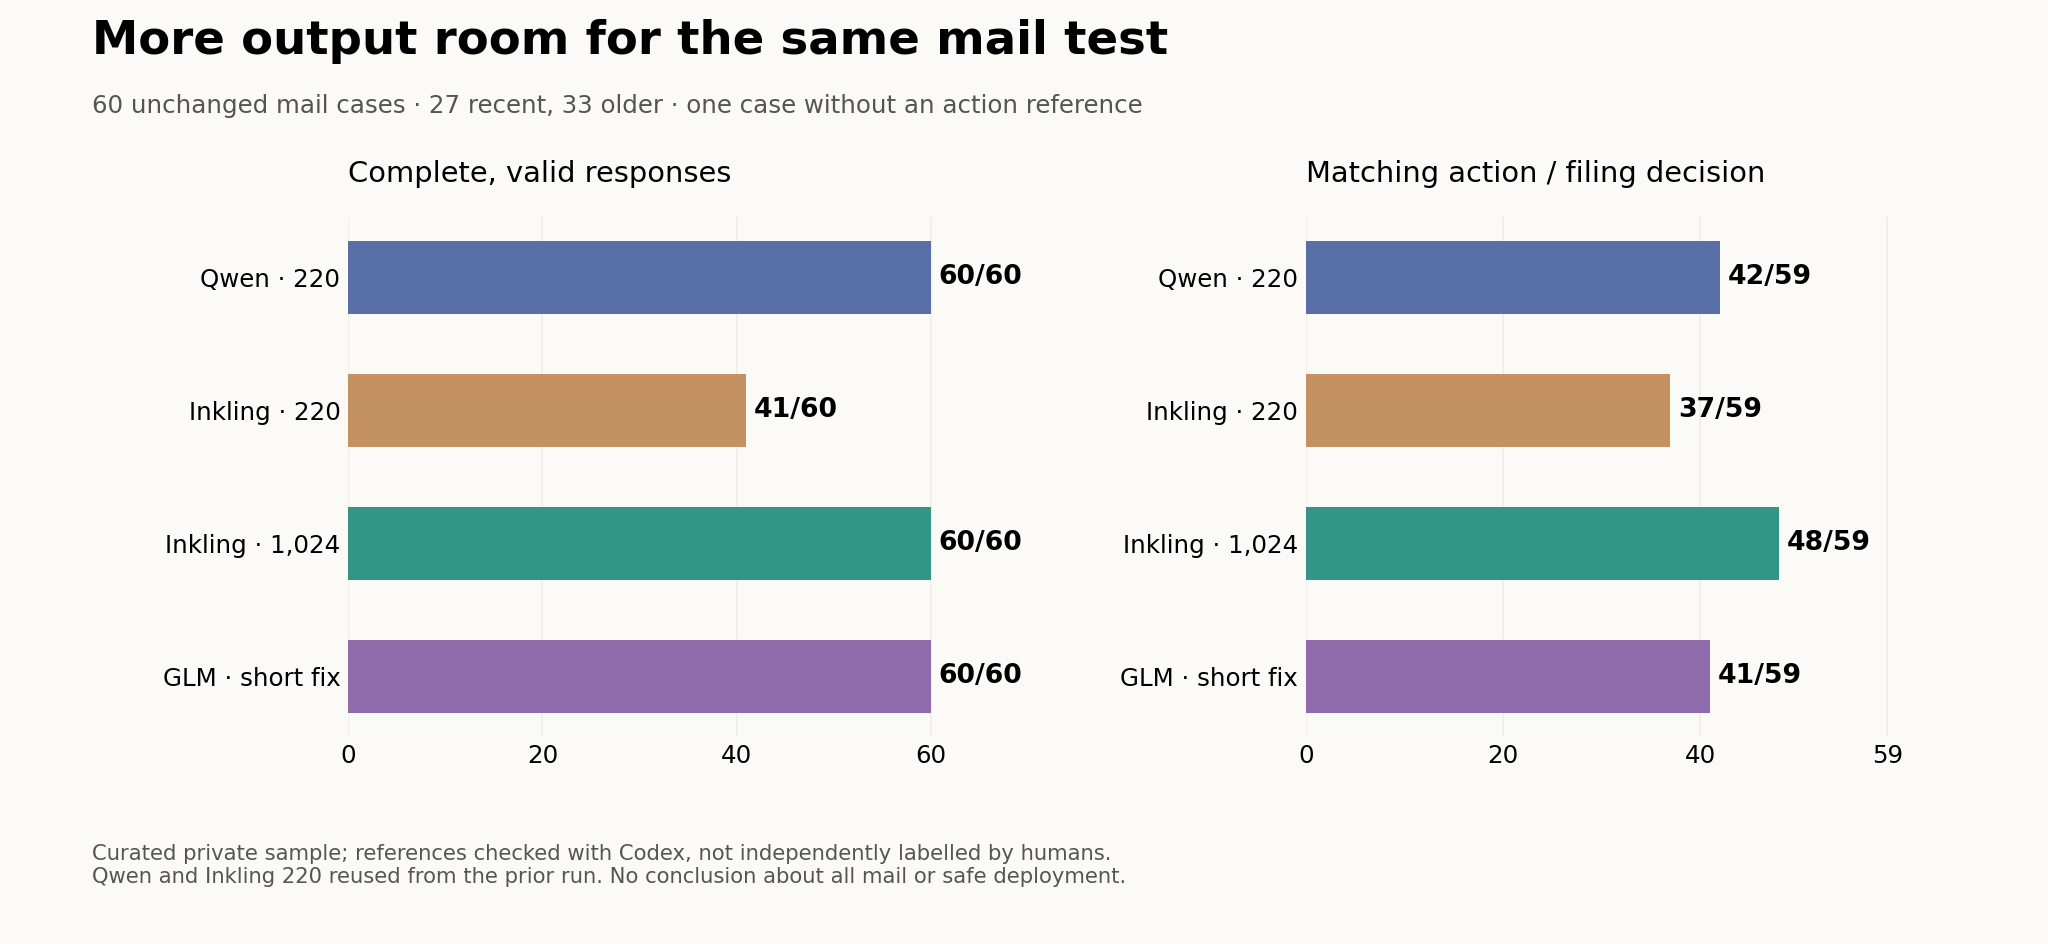 More output room for the same mail test
60 unchanged mail cases · 27 recent, 33 older · one case without an action reference
Complete, valid responses
Qwen · 220
60/60
Inkling · 220
41/60
Inkling · 1,024
60/60
GLM · short fix
60/60
0 20 40 60
Matching action / filing decision
Qwen · 220
42/59
Inkling · 220
37/59
Inkling · 1,024
48/59
GLM · short fix
41/59
0 20 40 59
Curated private sample; references checked with Codex, not independently labelled by humans.
Qwen and Inkling 220 reused from the prior run. No conclusion about all mail or safe deployment.